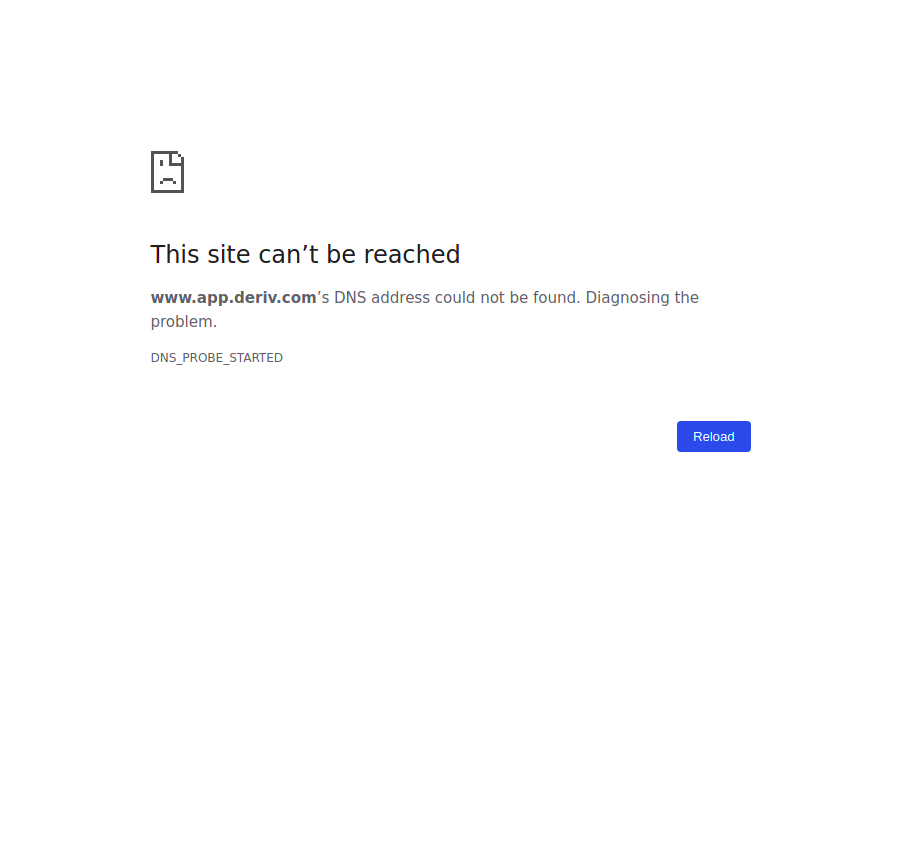 This site can’t be reached
www.app.deriv.com’s DNS address could not be found. Diagnosing the
problem.
DNS_PROBE_STARTED
Reload